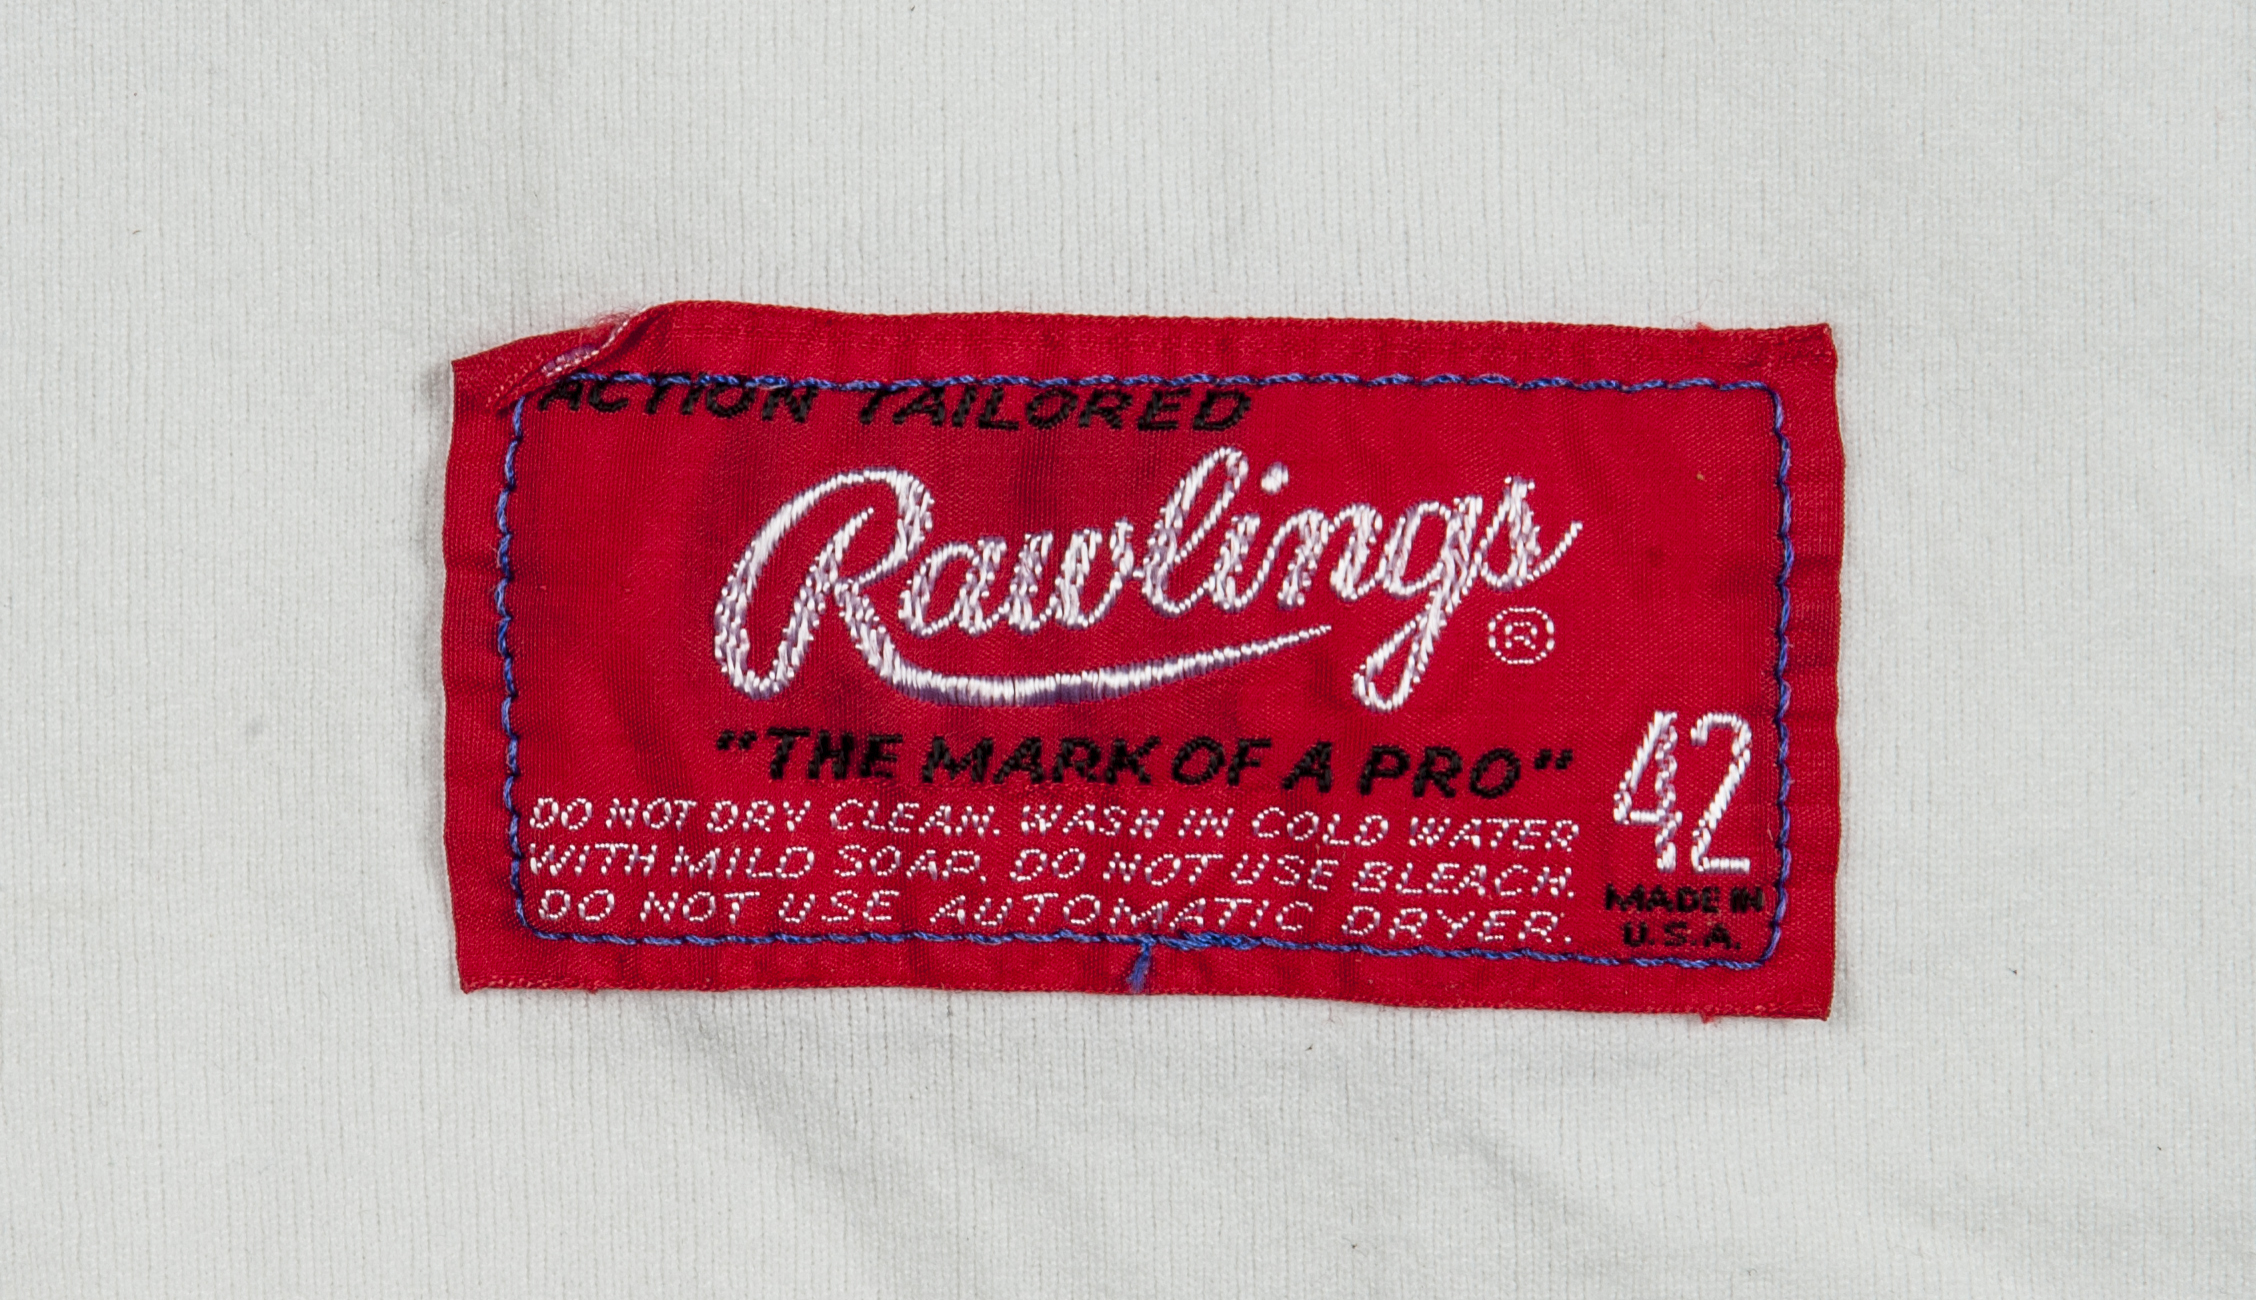 ACTION TAILORED
Rawlings ®
"THE MARK OF A PRO"
DO NOT DRY CLEAN. WASH IN COLD WATER
WITH MILD SOAP, DO NOT USE BLEACH.
DO NOT USE AUTOMATIC DRYER.
42
MADE IN
U.S.A.